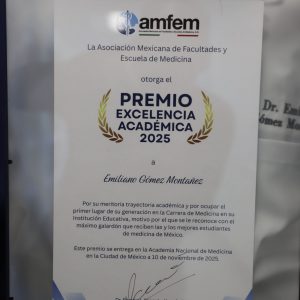 amfem
La Asociación Mexicana de Facultades y
Escuela de Medicina
otorga el
PREMIO
EXCELENCIA
ACADÉMICA
2025
a
Emiliano Gómez Montañez
Por su meritoria trayectoria académica y por ocupar el
primer lugar de su generación en la Carrera de Medicina en su
Institución Educativa, motivo por el que se le reconoce con el
máximo galardón que reciben las y los mejores estudiantes
de medicina de México.
Este premio se entrega en la Academia Nacional de Medicina
en la Ciudad de México a 10 de noviembre de 2025.
Dr. Emi
Gómez Mont